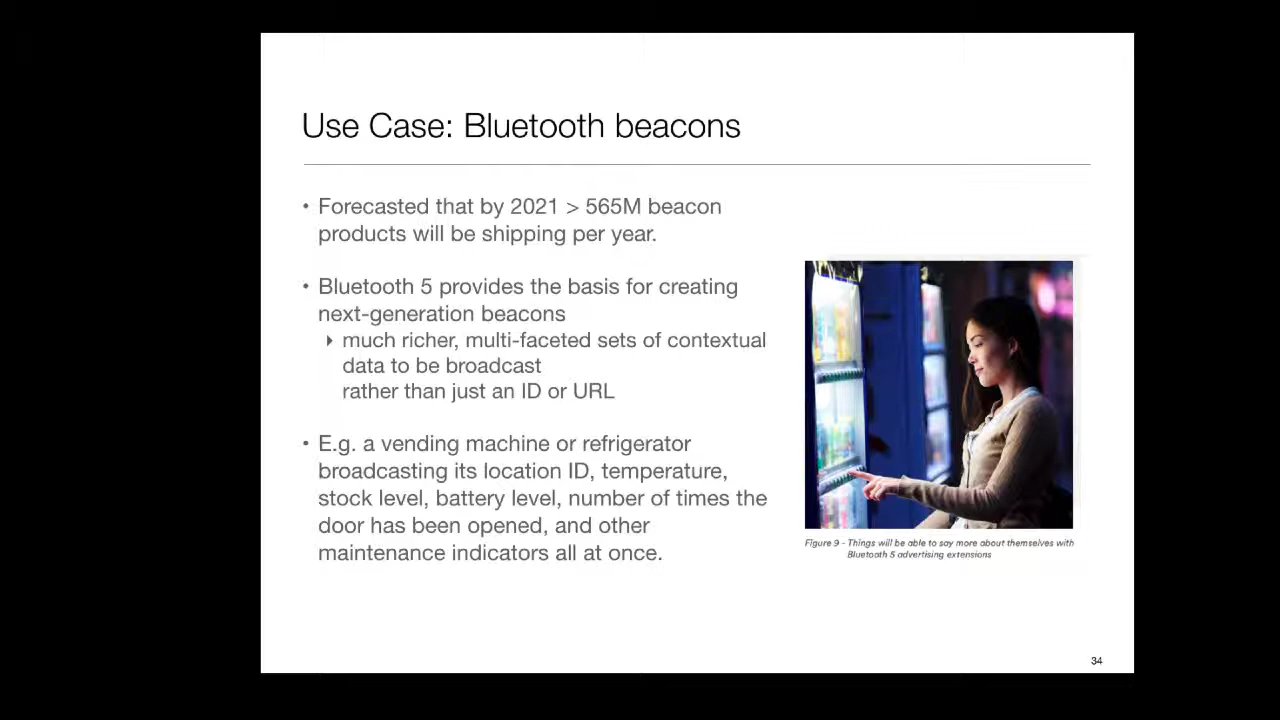 Use Case: Bluetooth beacons
• Forecasted that by 2021 > 565M beacon
products will be shipping per year.
• Bluetooth 5 provides the basis for creating
next-generation beacons
‣ much richer, multi-faceted sets of contextual
data to be broadcast
rather than just an ID or URL
• E.g. a vending machine or refrigerator
broadcasting its location ID, temperature,
stock level, battery level, number of times the
door has been opened, and other
maintenance indicators all at once.
Figure 9 - Things will be able to say more about themselves with
Bluetooth 5 advertising extensions
34